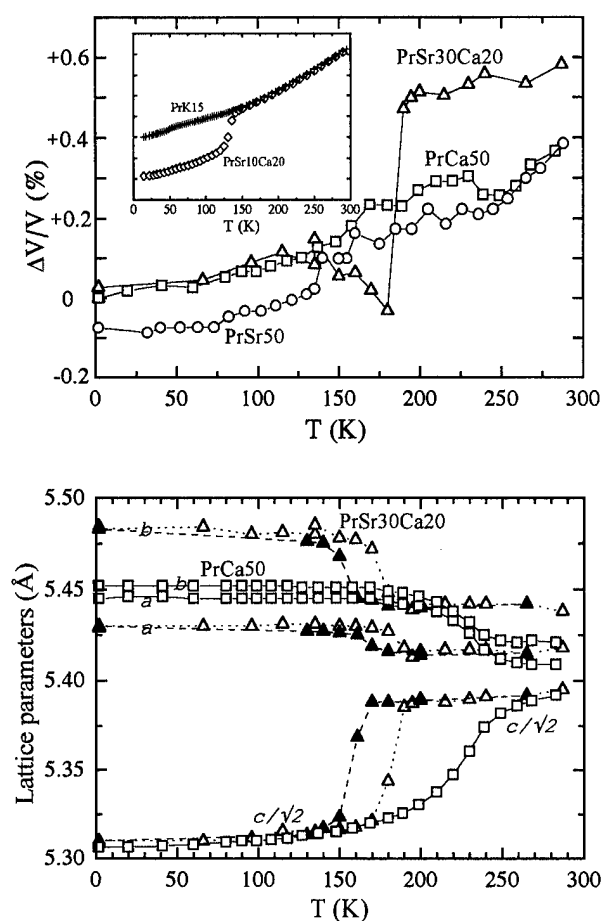 +0.6
+0.4
+0.2
0
-0.2
ΔV/V (%)
0 50 100 150 200 250 300
T (K)
PrSr30Ca20
PrCa50
PrSr50
PrK15
PrSr10Ca20
0 50 100 150 200 250 300
T (K)
5.50
5.45
5.40
5.35
5.30
Lattice parameters (Å)
b
PrSr30Ca20
PrCa50
b
a
a
c/√2
c/√2
0 50 100 150 200 250 300
T (K)